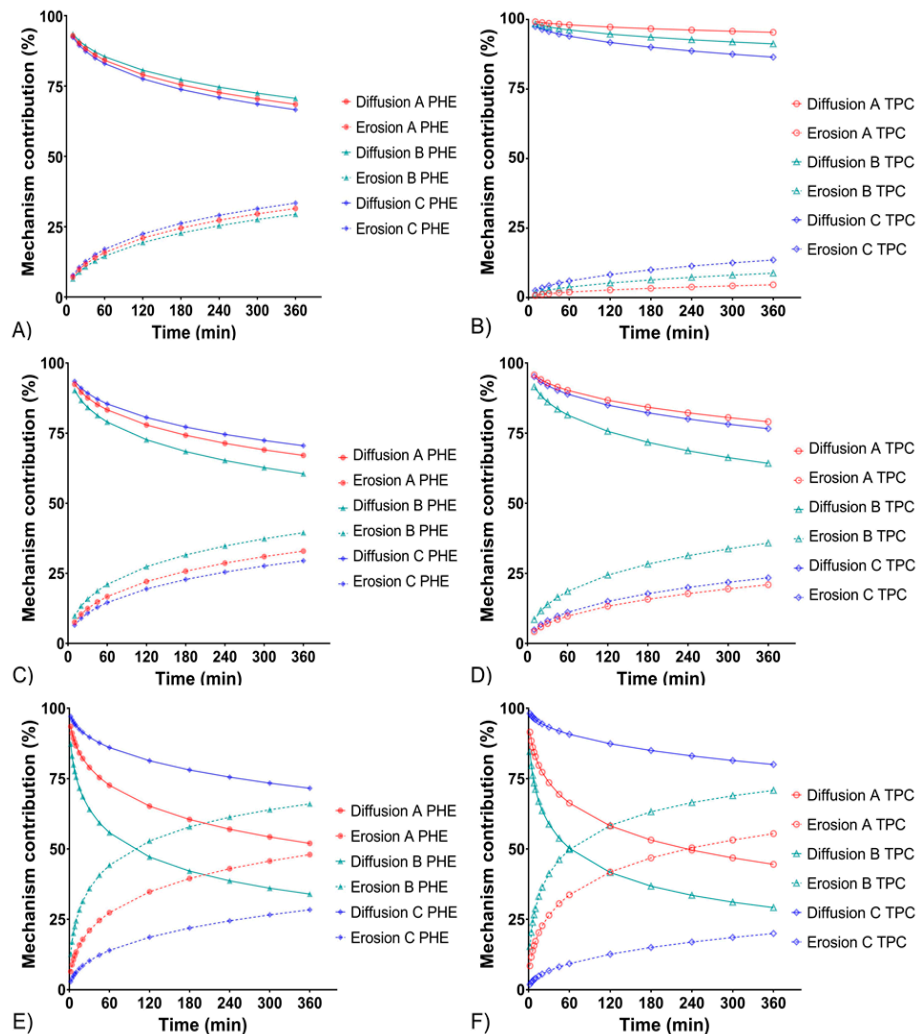 Mechanism contribution (%)
100
75
50
25
0
0 60 120 180 240 300 360
Time (min)
Diffusion A PHE
Erosion A PHE
Diffusion B PHE
Erosion B PHE
Diffusion C PHE
Erosion C PHE
A)
Mechanism contribution (%)
100
75
50
25
0
0 60 120 180 240 300 360
Time (min)
Diffusion A TPC
Erosion A TPC
Diffusion B TPC
Erosion B TPC
Diffusion C TPC
Erosion C TPC
B)
Mechanism contribution (%)
100
75
50
25
0
0 60 120 180 240 300 360
Time (min)
Diffusion A PHE
Erosion A PHE
Diffusion B PHE
Erosion B PHE
Diffusion C PHE
Erosion C PHE
C)
Mechanism contribution (%)
100
75
50
25
0
0 60 120 180 240 300 360
Time (min)
Diffusion A TPC
Erosion A TPC
Diffusion B TPC
Erosion B TPC
Diffusion C TPC
Erosion C TPC
D)
Mechanism contribution (%)
100
75
50
25
0
0 60 120 180 240 300 360
Time (min)
Diffusion A PHE
Erosion A PHE
Diffusion B PHE
Erosion B PHE
Diffusion C PHE
Erosion C PHE
E)
Mechanism contribution (%)
100
75
50
25
0
0 60 120 180 240 300 360
Time (min)
Diffusion A TPC
Erosion A TPC
Diffusion B TPC
Erosion B TPC
Diffusion C TPC
Erosion C TPC
F)